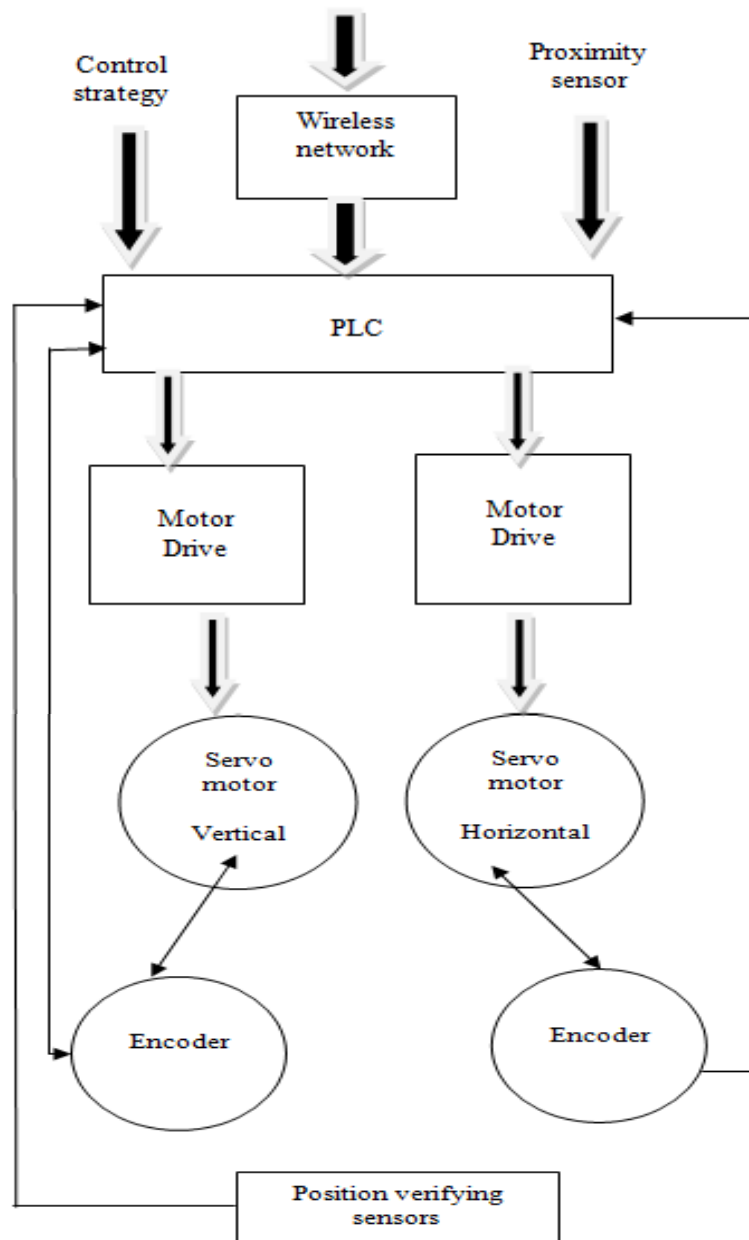 Control
strategy
Proximity
sensor
Wireless
network
PLC
Motor
Drive
Motor
Drive
Servo
motor
Vertical
Servo
motor
Horizontal
Encoder
Encoder
Position verifying
sensors